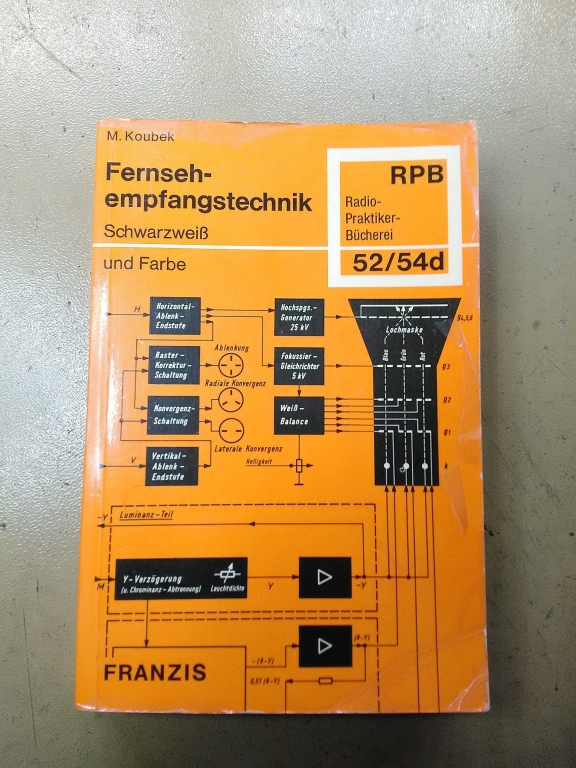 M. Koubek
Fernseh-
empfangstechnik
Schwarzweiß
und Farbe
RPB
Radio-
Praktiker-
Bücherei
52/54d
H
Horizontal-
Ablenk-
Endstufe
Hochspgs.-
Generator
25 kV
Lochmaske
g4,5,6
Blau
Grün
Rot
Raster-
Korrektur-
Schaltung
Ablenkung
Fokussier-
Gleichrichter
5 kV
g3
Radiale Konvergenz
Konvergenz-
Schaltung
Weiß-
Balance
g2
g1
Laterale Konvergenz
V
Vertikal-
Ablenk-
Endstufe
Helligkeit
k
-Y
Luminanz-Teil
M
Y-Verzögerung
(u. Chrominanz-Abtrennung)
Leuchtdichte
Y
-Y
(B-Y)
-(B-Y)
0,57(B-Y)
FRANZIS